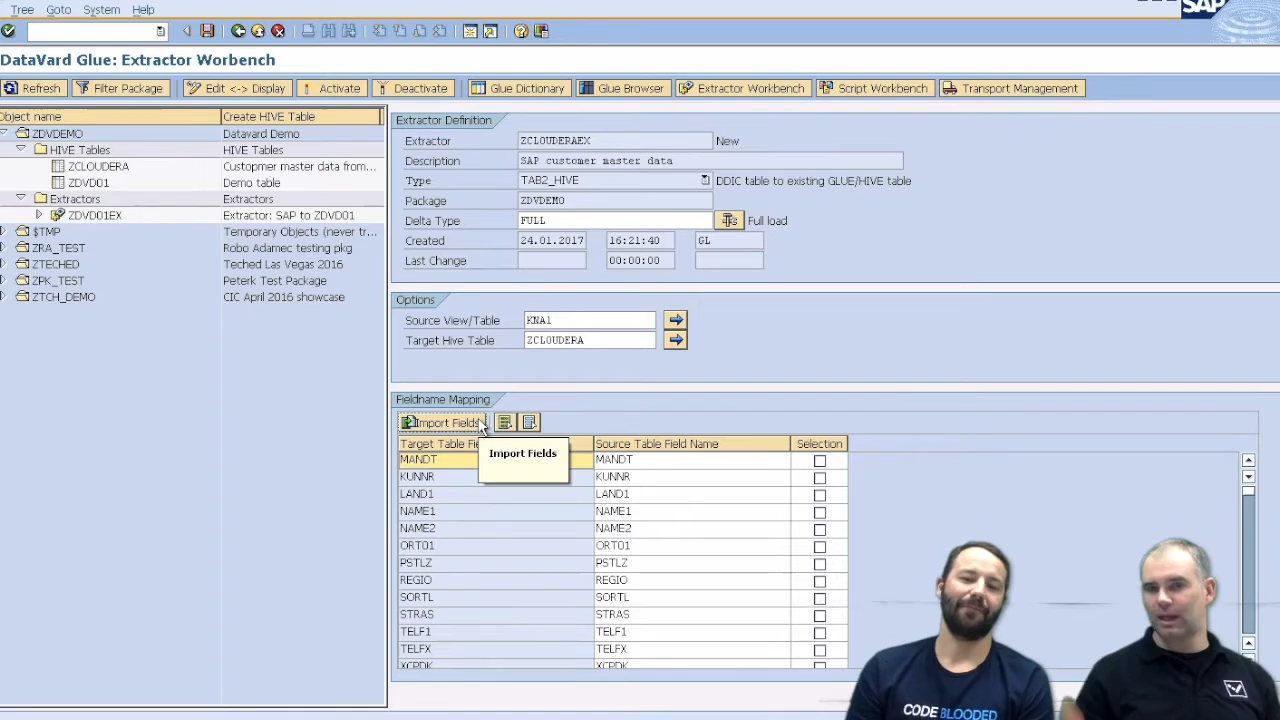 Tree Goto System Help
SAP
DataVard Glue: Extractor Worbench
Refresh Filter Package Edit <-> Display Activate Deactivate Glue Dictionary Glue Browser Extractor Workbench Script Workbench Transport Management
Object name Create HIVE Table
ZDVDEMO Datavard Demo
HIVE Tables HIVE Tables
ZCLOUDERA Custopmer master data from...
ZDVD01 Demo table
Extractors Extractors
ZDVD01EX Extractor: SAP to ZDVD01
$TMP Temporary Objects (never tr...
ZRA_TEST Robo Adamec testing pkg
ZTECHED Teched Las Vegas 2016
ZPK_TEST Peterk Test Package
ZTCH_DEMO CIC April 2016 showcase
Extractor Definition
Extractor ZCLOUDERAEX New
Description SAP customer master data
Type TAB2_HIVE DDIC table to existing GLUE/HIVE table
Package ZDVDEMO
Delta Type FULL Full load
Created 24.01.2017 16:21:40 GL
Last Change 00:00:00
Options
Source View/Table KNA1
Target Hive Table ZCLOUDERA
Fieldname Mapping
Import Fields
Target Table Fi Source Table Field Name Selection
Import Fields
MANDT MANDT
KUNNR KUNNR
LAND1 LAND1
NAME1 NAME1
NAME2 NAME2
ORT01 ORT01
PSTLZ PSTLZ
REGIO REGIO
SORTL SORTL
STRAS STRAS
TELF1 TELF1
TELFX TELFX
XCPDK XCPDK
CODE BLOODED